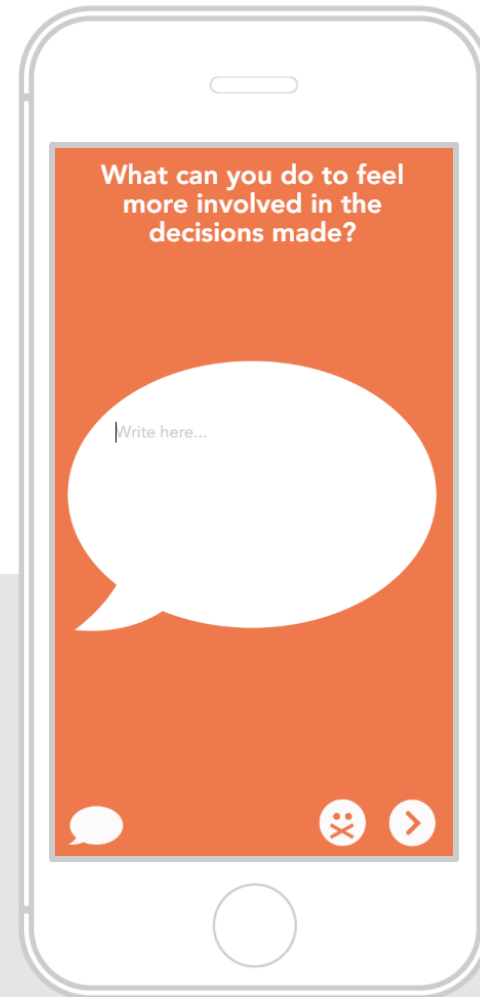 What can you do to feel
more involved in the
decisions made?
Write here...